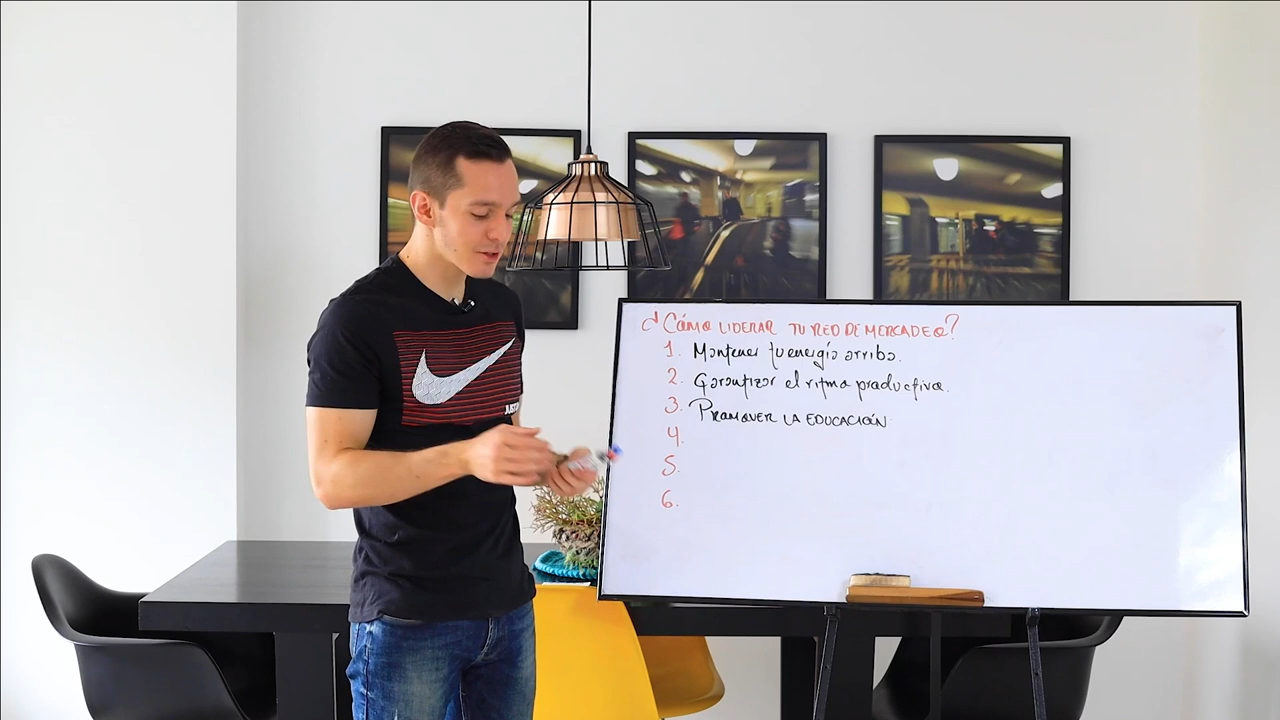 ¿Cómo LIDERAR TU RED DE MERCADEO?
1. Mantener tu energía arriba.
2. Garantizar el ritmo productivo.
3. PROMOVER LA EDUCACIÓN
4.
5.
6.
JUST